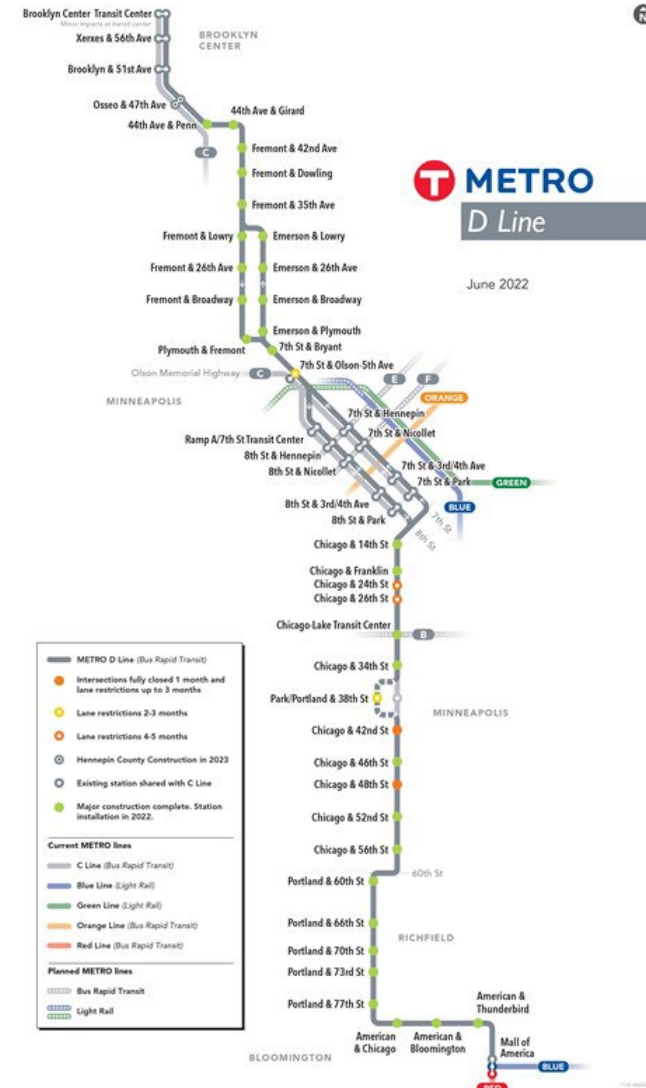 Brooklyn Center Transit Center
Minor impacts at transit center
Xerxes & 56th Ave
BROOKLYN
CENTER
Brooklyn & 51st Ave
Osseo & 47th Ave
44th Ave & Girard
44th Ave & Penn
C
Fremont & 42nd Ave
Fremont & Dowling
Fremont & 35th Ave
T METRO
D Line
June 2022
Fremont & Lowry
Emerson & Lowry
Fremont & 26th Ave
Emerson & 26th Ave
Fremont & Broadway
Emerson & Broadway
Emerson & Plymouth
Plymouth & Fremont
7th St & Bryant
7th St & Olson-5th Ave
Olson Memorial Highway
C
E
F
ORANGE
MINNEAPOLIS
7th St & Hennepin
Ramp A/7th St Transit Center
7th St & Nicollet
8th St & Hennepin
8th St & Nicollet
7th St & 3rd/4th Ave
7th St & Park
GREEN
8th St & 3rd/4th Ave
BLUE
8th St & Park
7th St
8th St
Chicago & 14th St
Chicago & Franklin
Chicago & 24th St
Chicago & 26th St
Chicago-Lake Transit Center
B
Chicago & 34th St
Park/Portland & 38th St
MINNEAPOLIS
Chicago & 42nd St
Chicago & 46th St
Chicago & 48th St
Chicago & 52nd St
Chicago & 56th St
60th St
Portland & 60th St
Portland & 66th St
RICHFIELD
Portland & 70th St
Portland & 73rd St
Portland & 77th St
American &
Thunderbird
American
& Chicago
American &
Bloomington
Mall of
America
BLOOMINGTON
BLUE
RED
METRO D Line (Bus Rapid Transit)
Intersections fully closed 1 month and
lane restrictions up to 3 months
Lane restrictions 2-3 months
Lane restrictions 4-5 months
Hennepin County Construction in 2023
Existing station shared with C Line
Major construction complete. Station
installation in 2022.
Current METRO lines
C Line (Bus Rapid Transit)
Blue Line (Light Rail)
Green Line (Light Rail)
Orange Line (Bus Rapid Transit)
Red Line (Bus Rapid Transit)
Planned METRO lines
Bus Rapid Transit
Light Rail